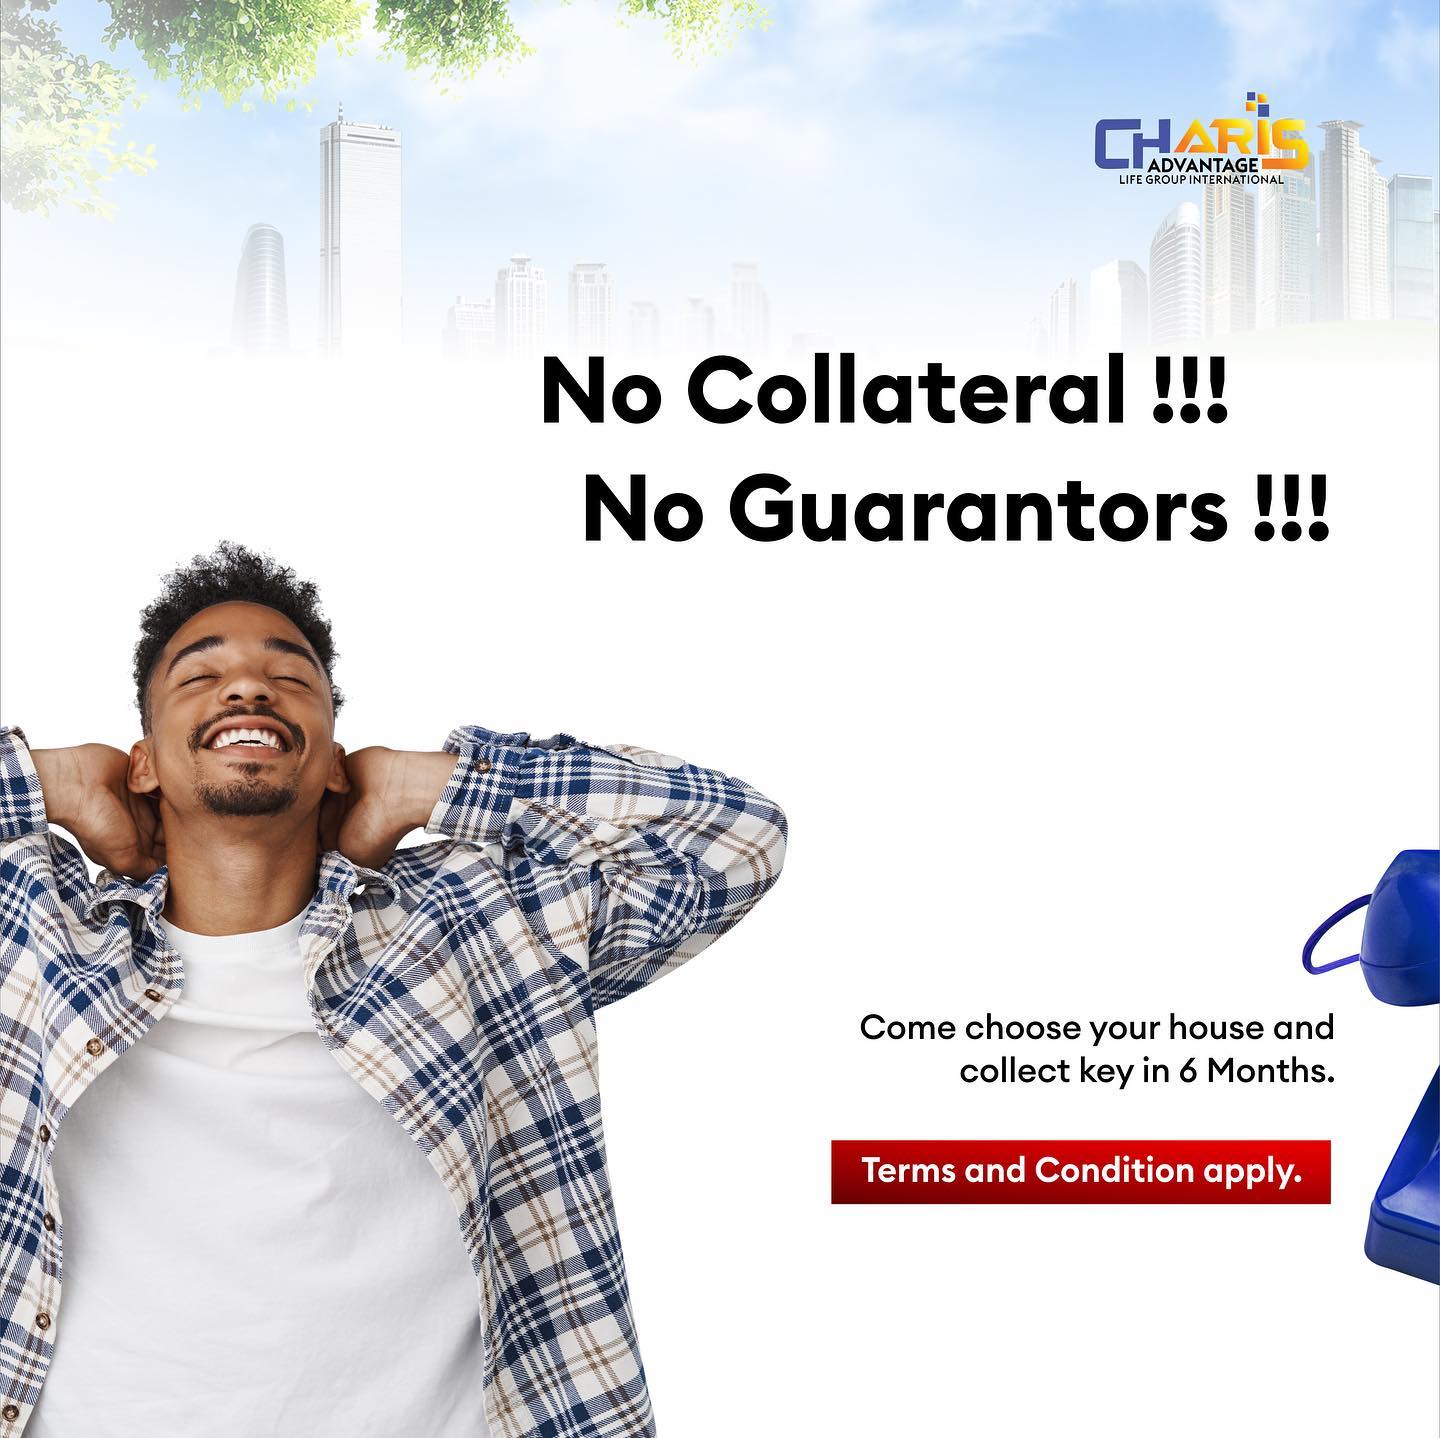 CHARIS
ADVANTAGE
LIFE GROUP INTERNATIONAL
No Collateral !!!
No Guarantors !!!
Come choose your house and
collect key in 6 Months.
Terms and Condition apply.